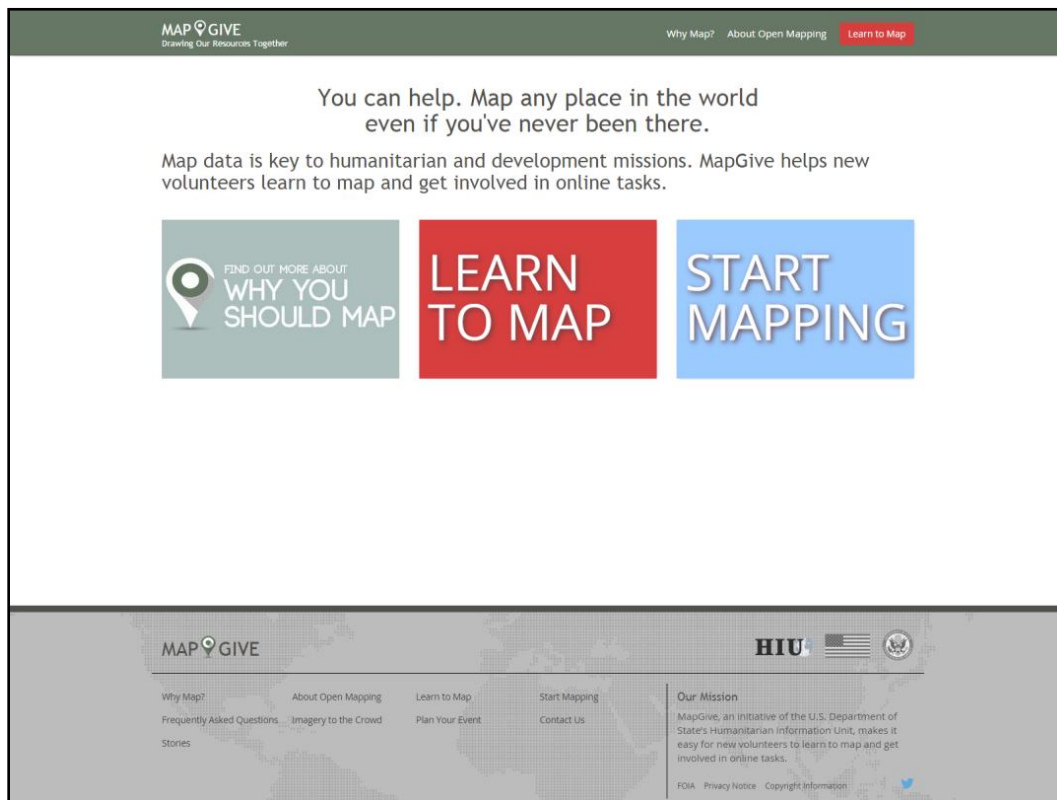 MAP GIVE
Drawing Our Resources Together
Why Map? About Open Mapping Learn to Map
You can help. Map any place in the world
even if you've never been there.
Map data is key to humanitarian and development missions. MapGive helps new
volunteers learn to map and get involved in online tasks.
FIND OUT MORE ABOUT
WHY YOU
SHOULD MAP
LEARN
TO MAP
START
MAPPING
MAP GIVE
HIU
Why Map? About Open Mapping Learn to Map Start Mapping
Frequently Asked Questions Imagery to the Crowd Plan Your Event Contact Us
Stories
Our Mission
MapGive, an initiative of the U.S. Department of
State's Humanitarian Information Unit, makes it
easy for new volunteers to learn to map and get
involved in online tasks.
FOIA Privacy Notice Copyright Information